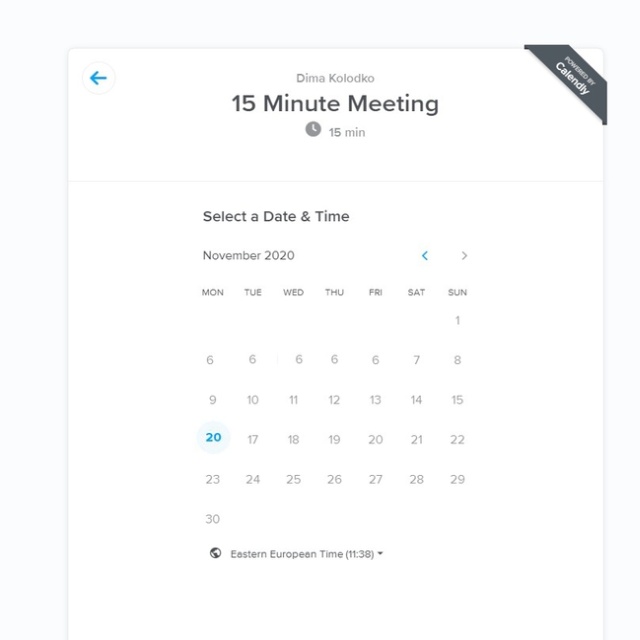 POWERED BY
Calendly
Dima Kolodko
15 Minute Meeting
15 min
Select a Date & Time
November 2020
MON TUE WED THU FRI SAT SUN
1
6 6 6 6 6 7 8
9 10 11 12 13 14 15
20 17 18 19 20 21 22
23 24 25 26 27 28 29
30
Eastern European Time (11:38)